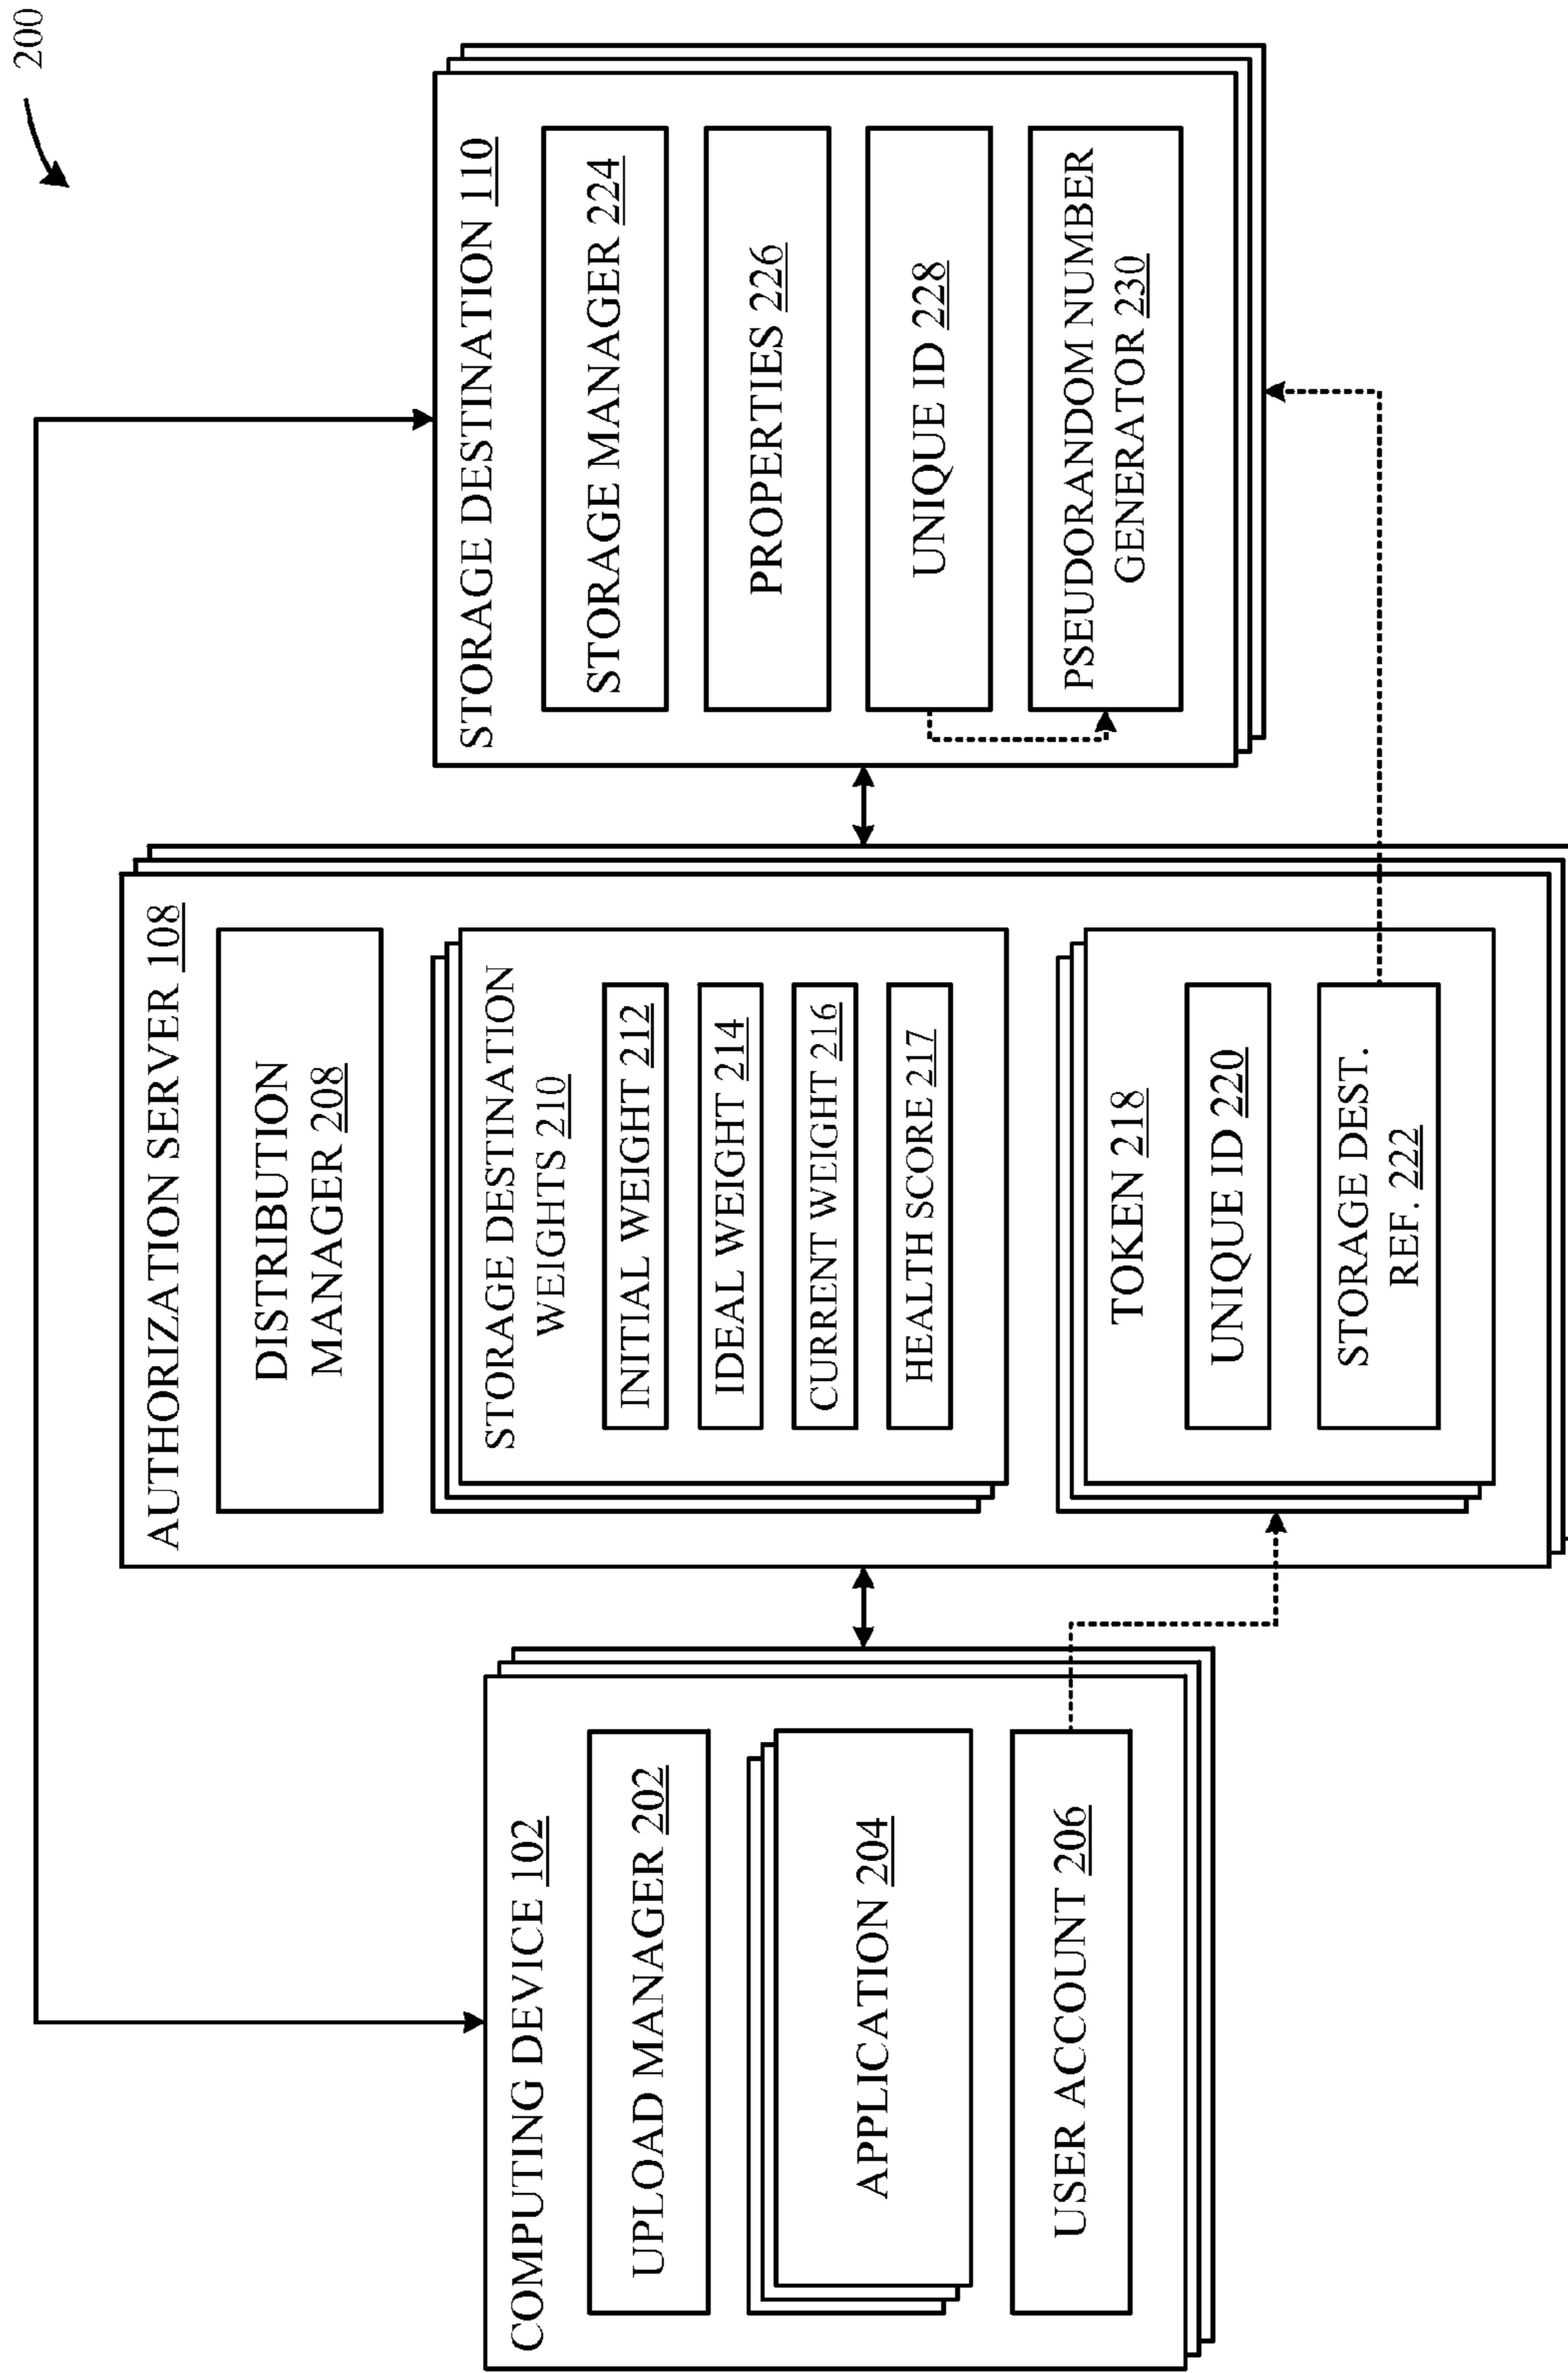 200
COMPUTING DEVICE 102
UPLOAD MANAGER 202
APPLICATION 204
USER ACCOUNT 206
AUTHORIZATION SERVER 108
DISTRIBUTION
MANAGER 208
STORAGE DESTINATION
WEIGHTS 210
INITIAL WEIGHT 212
IDEAL WEIGHT 214
CURRENT WEIGHT 216
HEALTH SCORE 217
TOKEN 218
UNIQUE ID 220
STORAGE DEST.
REF. 222
STORAGE DESTINATION 110
STORAGE MANAGER 224
PROPERTIES 226
UNIQUE ID 228
PSEUDORANDOM NUMBER
GENERATOR 230